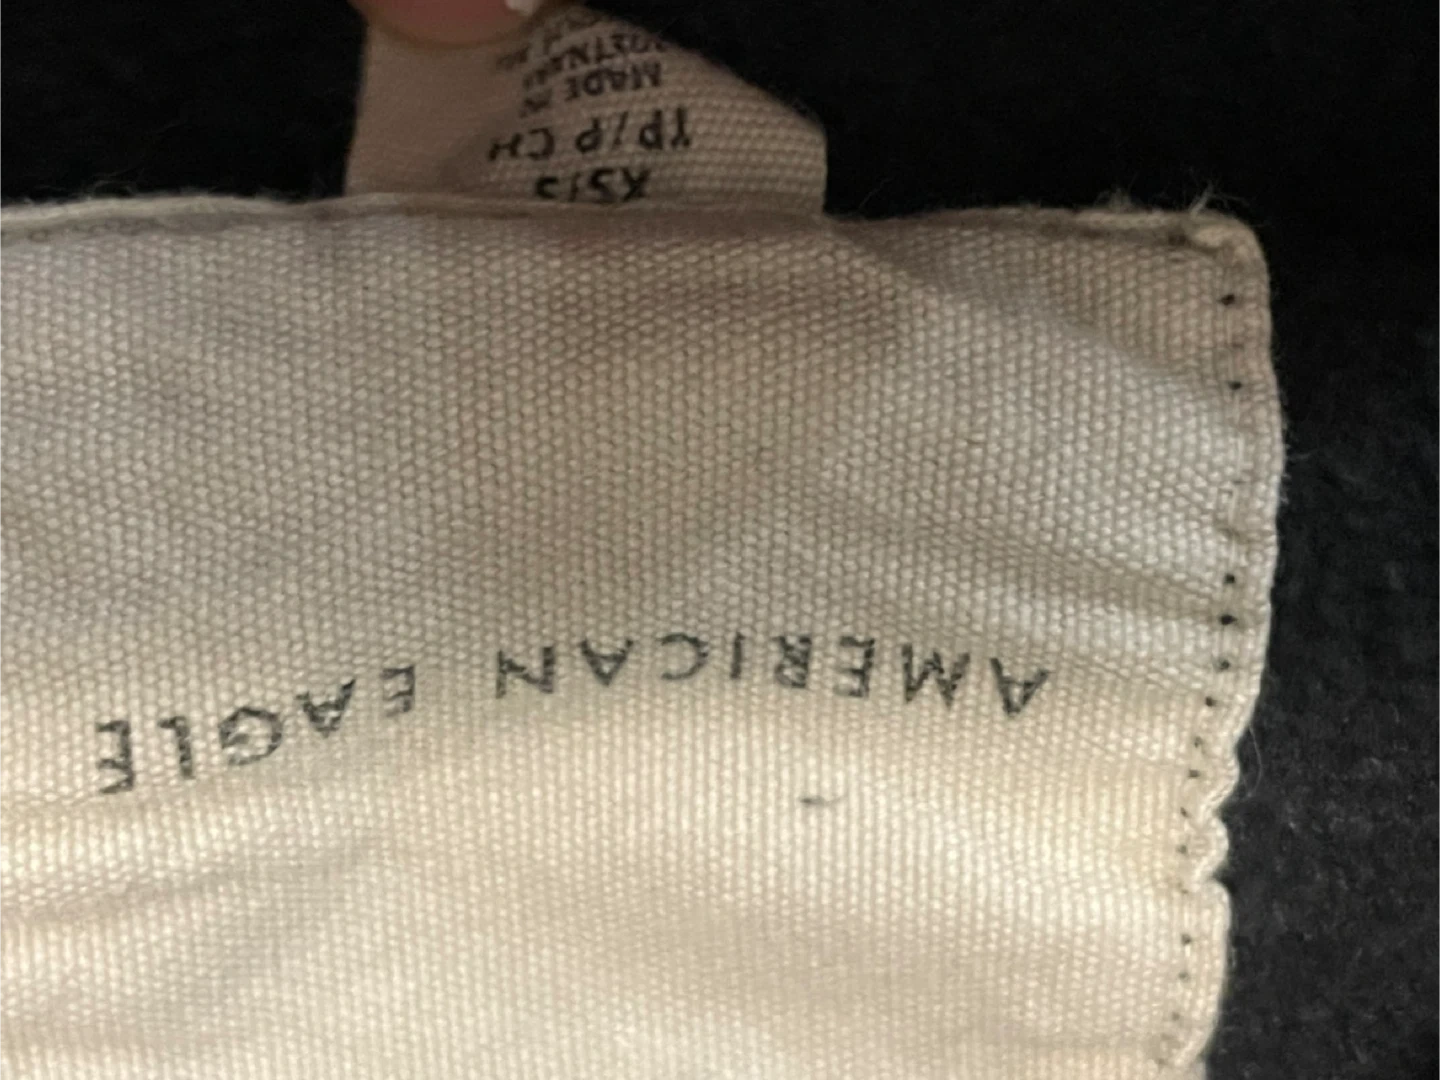 AMERICAN EAGLE
XS/S
TP/P CH
MADE IN